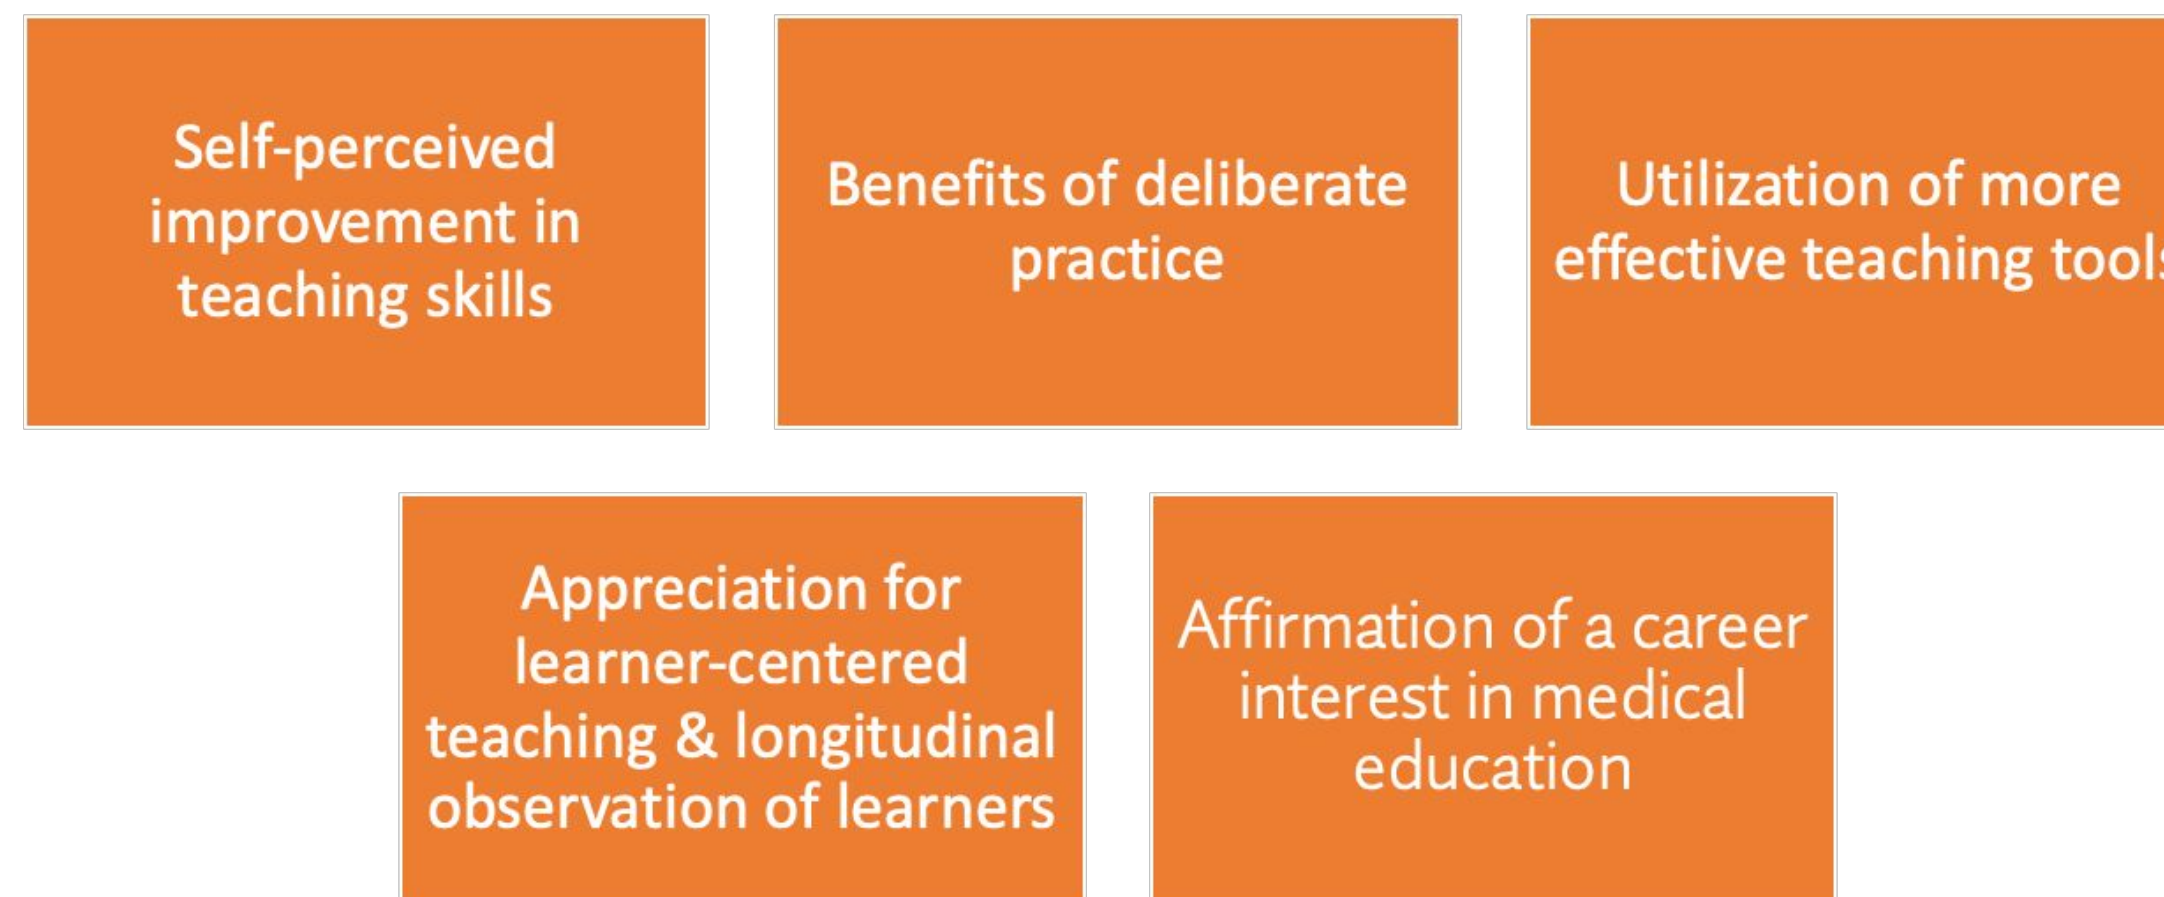 Self-perceived
improvement in
teaching skills
Benefits of deliberate
practice
Utilization of more
effective teaching tools
Appreciation for
learner-centered
teaching & longitudinal
observation of learners
Affirmation of a career
interest in medical
education